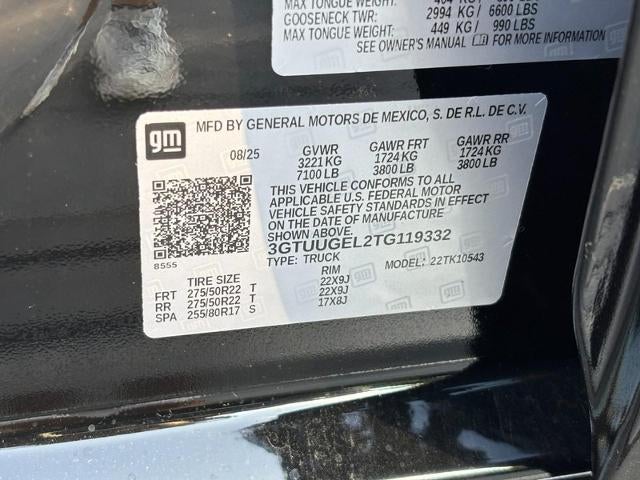 MAX TONGUE WEIGHT:
GOOSENECK TWR: 2994 KG / 6600 LBS
MAX TONGUE WEIGHT: 449 KG / 990 LBS
SEE OWNER'S MANUAL FOR MORE INFORMATION
gm
MFD BY GENERAL MOTORS DE MEXICO, S. DE R.L. DE C.V.
08/25 GVWR GAWR FRT GAWR RR
3221 KG 1724 KG 1724 KG
7100 LB 3800 LB 3800 LB
THIS VEHICLE CONFORMS TO ALL
APPLICABLE U.S. FEDERAL MOTOR
VEHICLE SAFETY STANDARDS IN EFFECT
ON THE DATE OF MANUFACTURE
SHOWN ABOVE.
3GTUUGEL2TG119332
8555
TYPE: TRUCK MODEL: 22TK10543
TIRE SIZE RIM
FRT 275/50R22 T 22X9J
RR 275/50R22 T 22X9J
SPA 255/80R17 S 17X8J